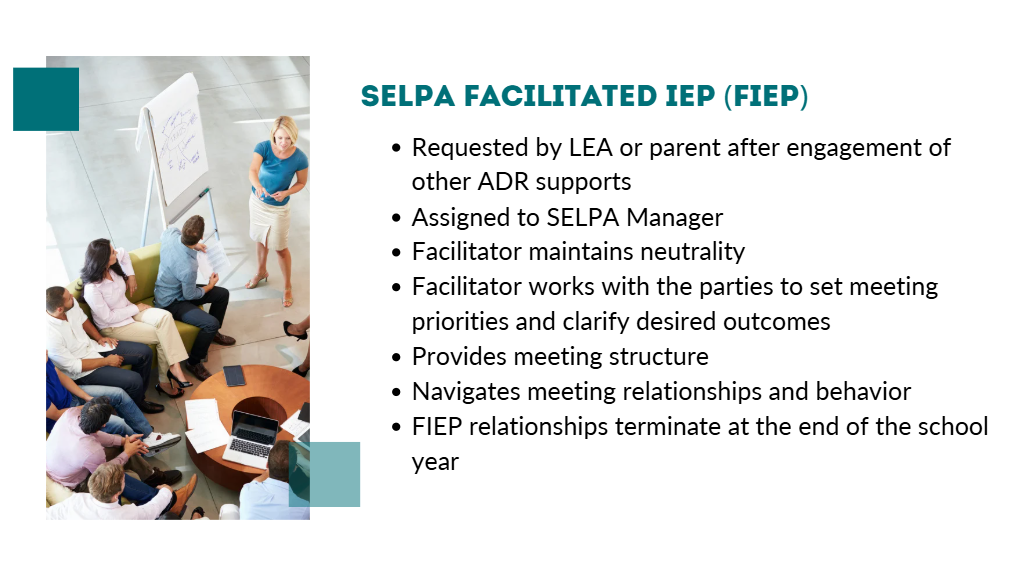 SELPA FACILITATED IEP (FIEP)
• Requested by LEA or parent after engagement of
other ADR supports
• Assigned to SELPA Manager
• Facilitator maintains neutrality
• Facilitator works with the parties to set meeting
priorities and clarify desired outcomes
• Provides meeting structure
• Navigates meeting relationships and behavior
• FIEP relationships terminate at the end of the school
year